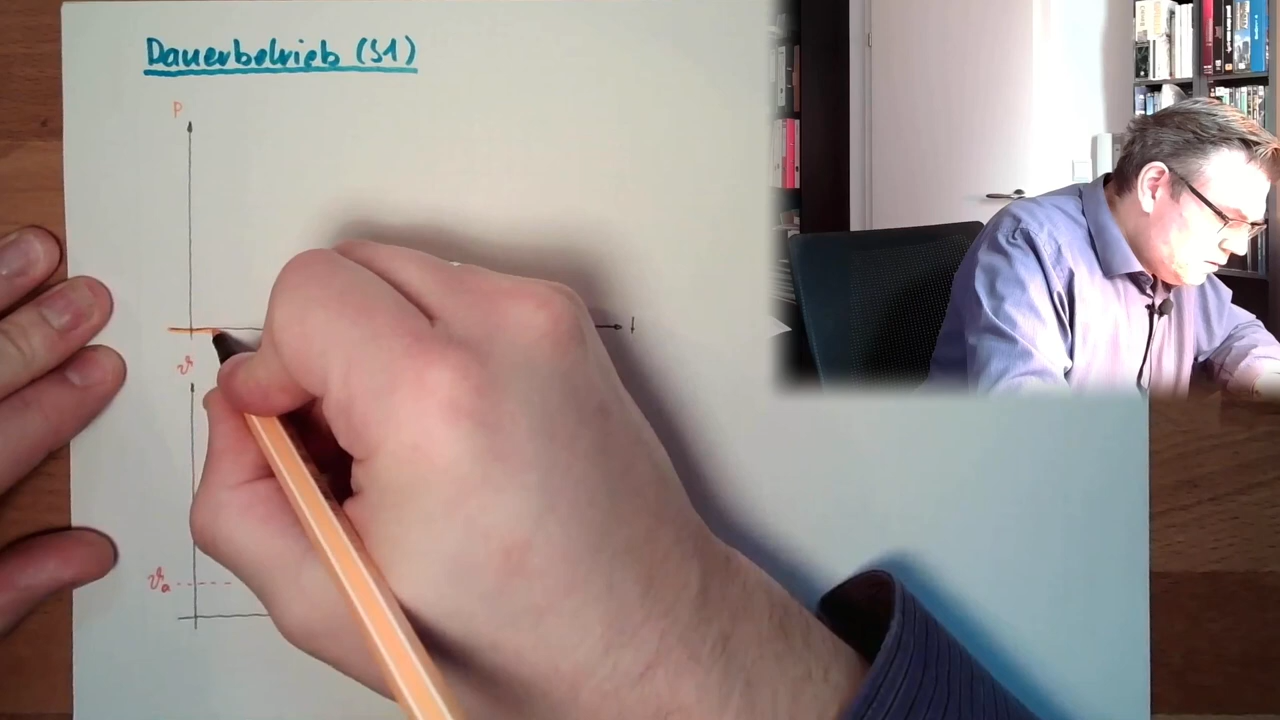 Dauerbetrieb (S1)
P
t
ϑ
ϑa